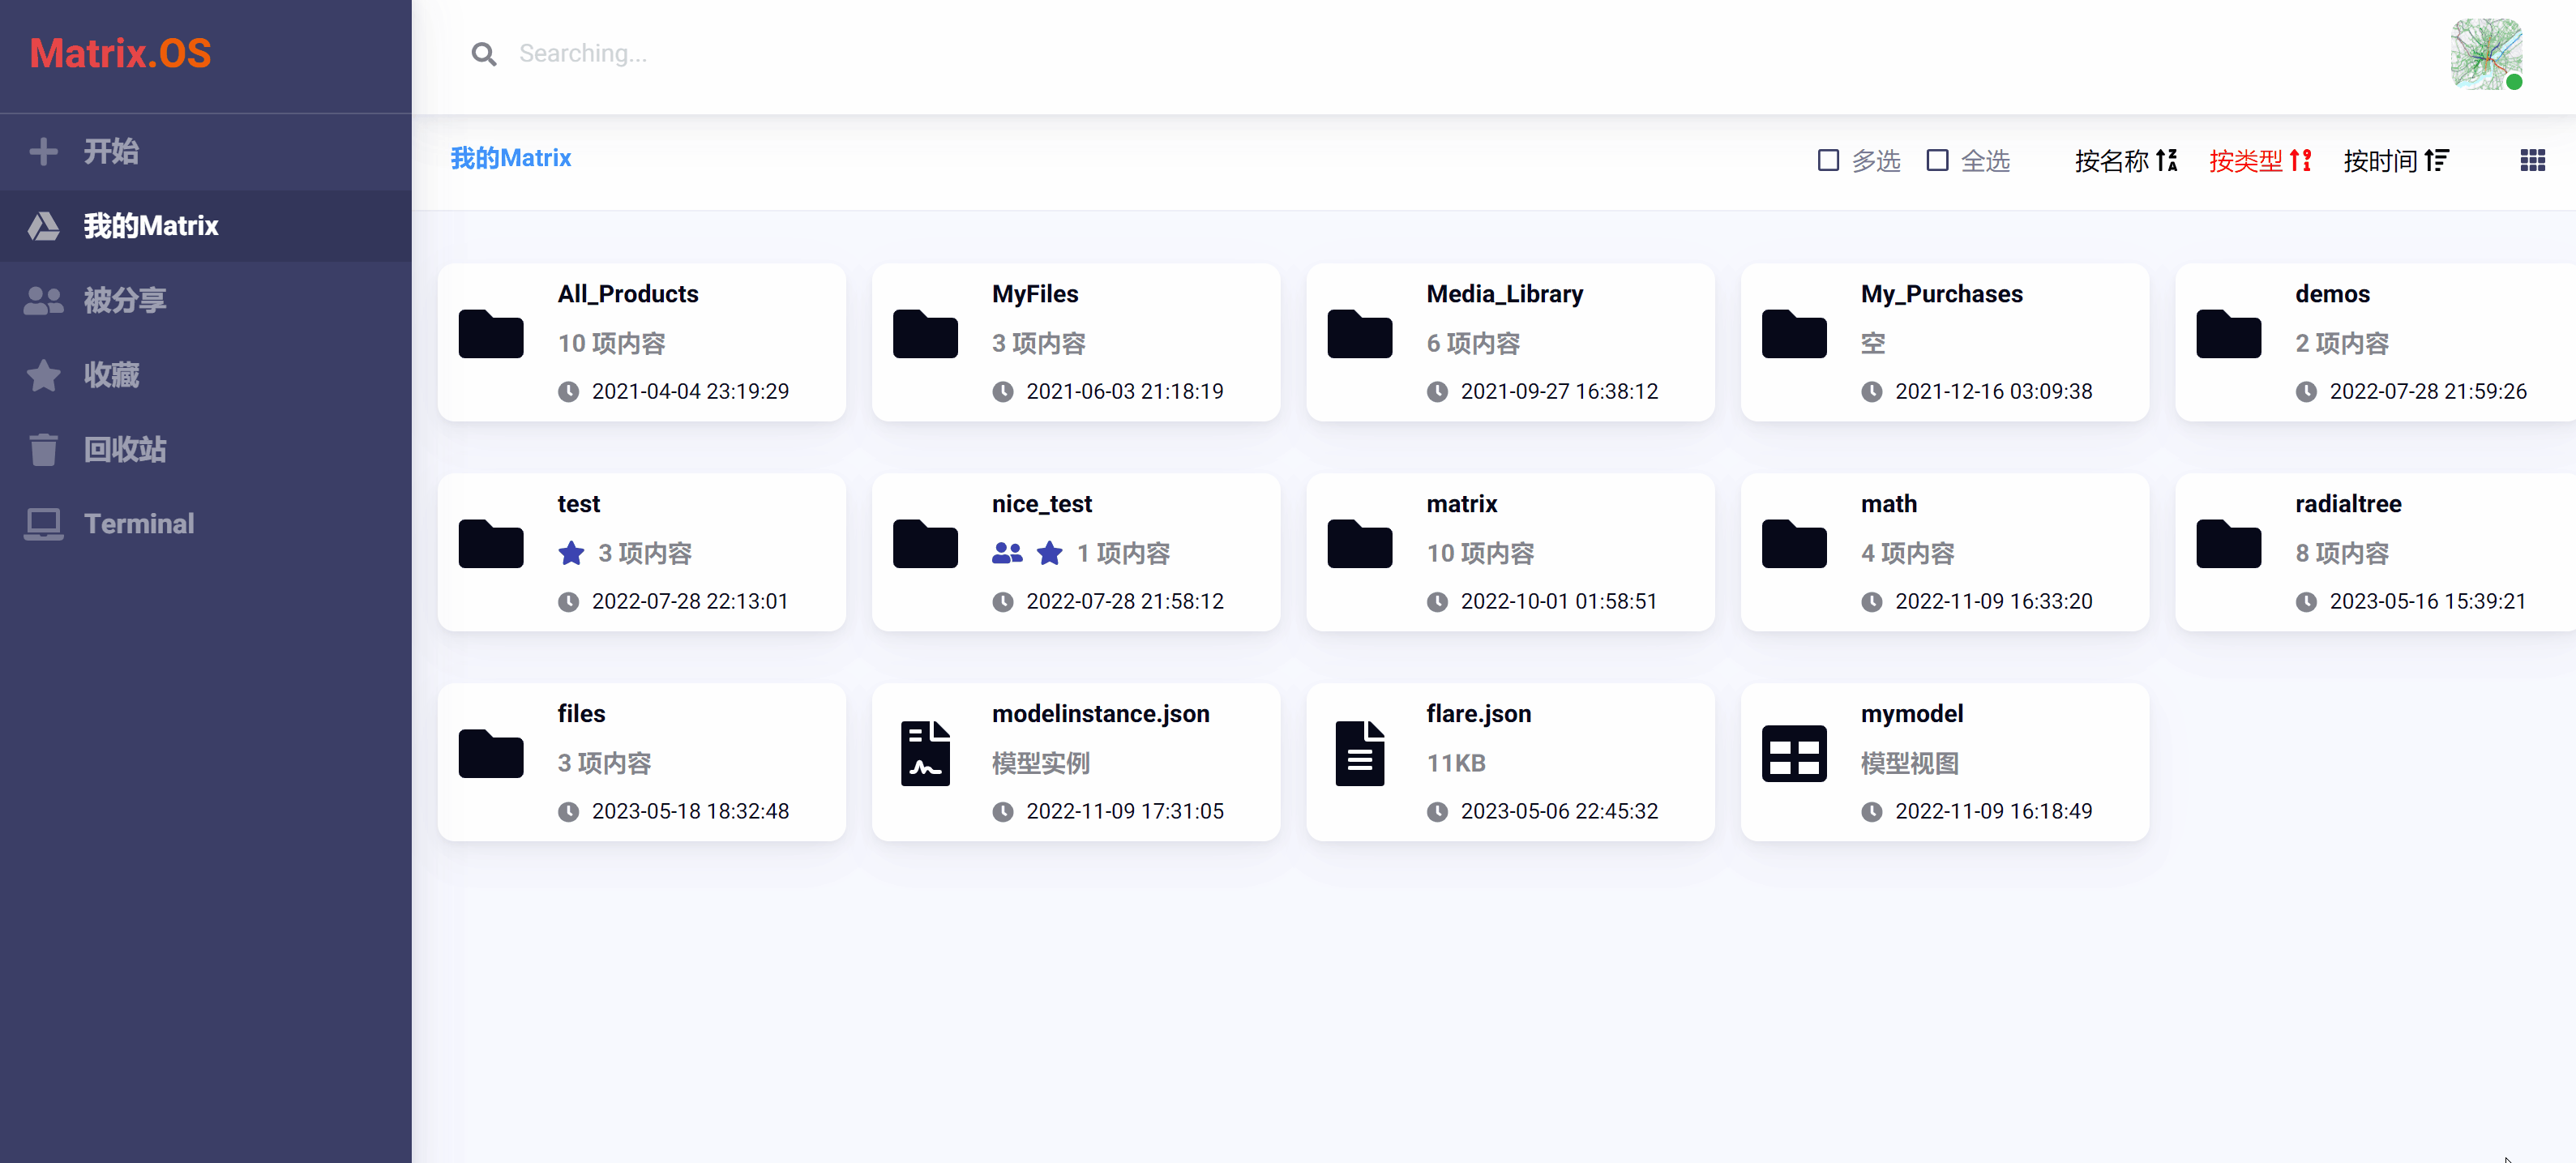 Matrix.OS
Searching...
开始
我的Matrix
被分享
收藏
回收站
Terminal
我的Matrix
多选 全选 按名称 按类型 按时间
All_Products
10 项内容
2021-04-04 23:19:29
MyFiles
3 项内容
2021-06-03 21:18:19
Media_Library
6 项内容
2021-09-27 16:38:12
My_Purchases
空
2021-12-16 03:09:38
demos
2 项内容
2022-07-28 21:59:26
test
3 项内容
2022-07-28 22:13:01
nice_test
1 项内容
2022-07-28 21:58:12
matrix
10 项内容
2022-10-01 01:58:51
math
4 项内容
2022-11-09 16:33:20
radialtree
8 项内容
2023-05-16 15:39:21
files
3 项内容
2023-05-18 18:32:48
modelinstance.json
模型实例
2022-11-09 17:31:05
flare.json
11KB
2023-05-06 22:45:32
mymodel
模型视图
2022-11-09 16:18:49